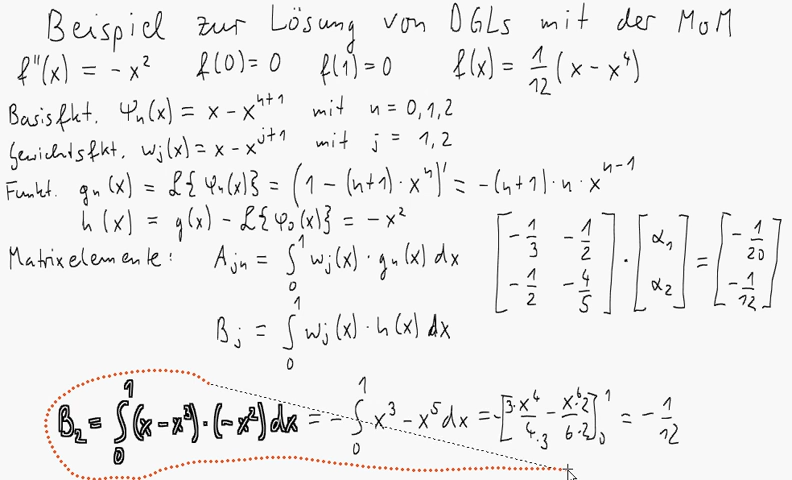 Beispiel zur Lösung von DGLs mit der MoM
f''(x) = -x² f(0)=0 f(1)=0 f(x) = 1/12 (x - x⁴)
Basisfkt. φₙ(x) = x - xⁿ⁺¹ mit n = 0,1,2
Gewichtsfkt. wⱼ(x) = x - xʲ⁺¹ mit j = 1,2
Funkt. gₙ(x) = ℒ{φₙ(x)} = (1 - (n+1)·xⁿ)' = -(n+1)·n·xⁿ⁻¹
h(x) = g(x) - ℒ{φ₀(x)} = -x²
Matrixelemente: Aⱼₙ = ∫₀¹ wⱼ(x)·gₙ(x) dx
[-1/3 -1/2; -1/2 -4/5] · [α₁; α₂] = [-1/20; -1/12]
Bⱼ = ∫₀¹ wⱼ(x)·h(x) dx
B₂ = ∫₀¹ (x-x³)·(-x²) dx = -∫₀¹ x³ - x⁵ dx = -[3·x⁴/4·3 - x⁶·2/6·2]₀¹ = -1/12